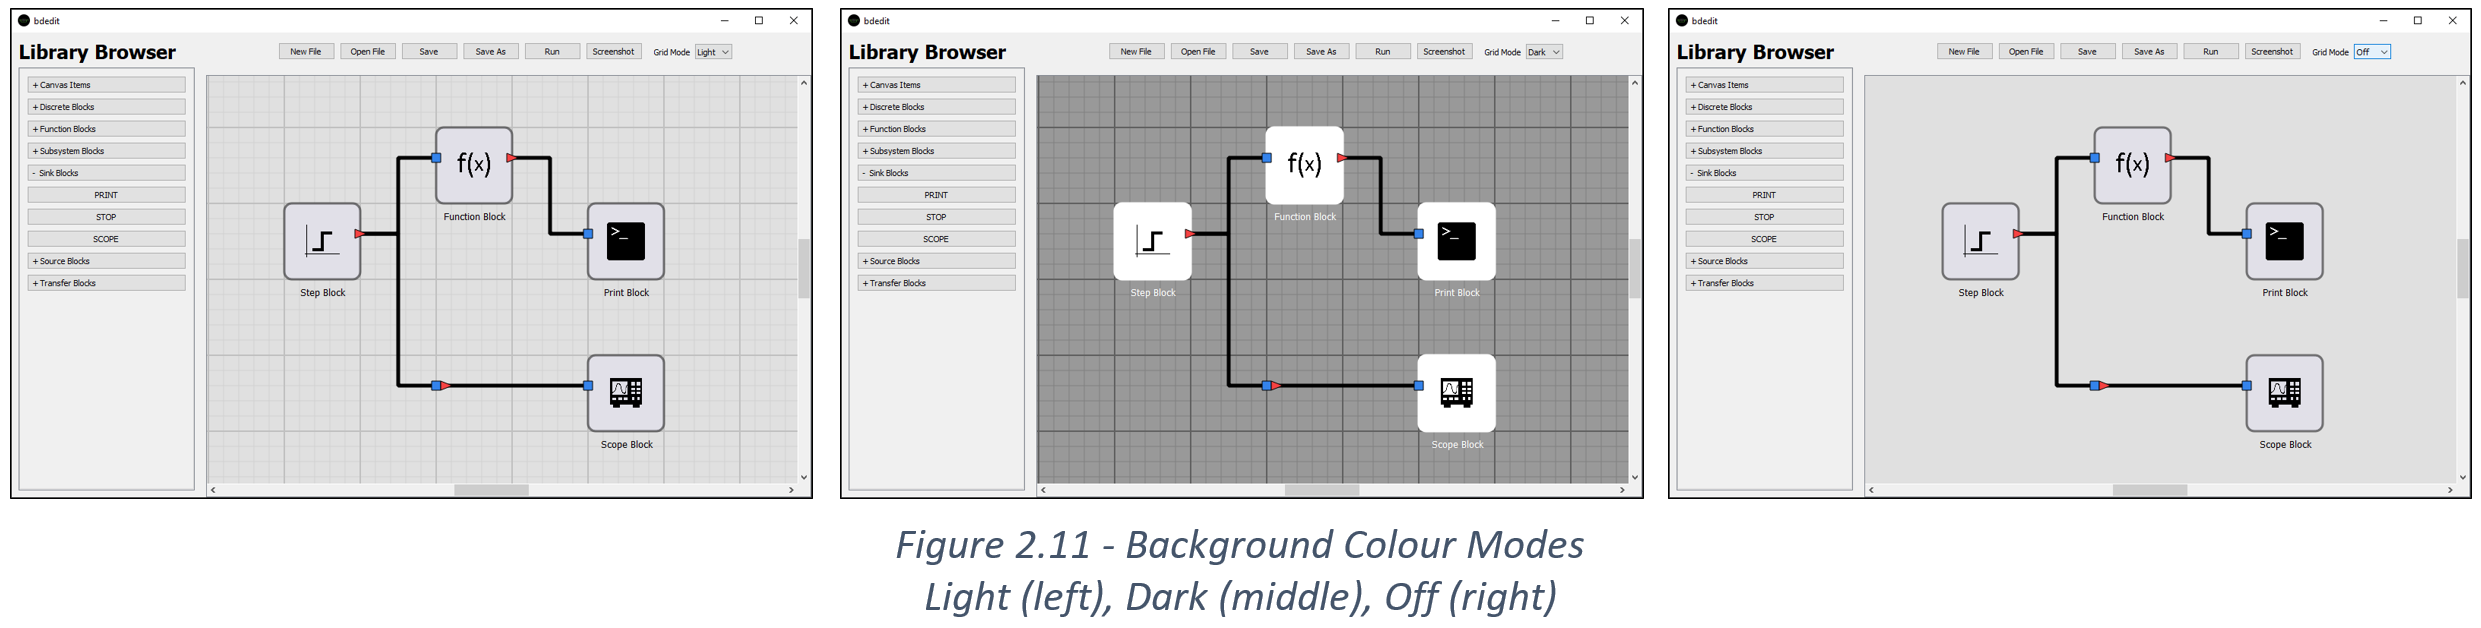 bdedit
Library Browser
New File Open File Save Save As Run Screenshot Grid Mode Light
+ Canvas Items
+ Discrete Blocks
+ Function Blocks
+ Subsystem Blocks
- Sink Blocks
PRINT
STOP
SCOPE
+ Source Blocks
+ Transfer Blocks
f(x)
Function Block
>_
Step Block
Print Block
Scope Block
bdedit
Library Browser
New File Open File Save Save As Run Screenshot Grid Mode Dark
+ Canvas Items
+ Discrete Blocks
+ Function Blocks
+ Subsystem Blocks
- Sink Blocks
PRINT
STOP
SCOPE
+ Source Blocks
+ Transfer Blocks
f(x)
Function Block
>_
Step Block
Print Block
Scope Block
bdedit
Library Browser
New File Open File Save Save As Run Screenshot Grid Mode Off
+ Canvas Items
+ Discrete Blocks
+ Function Blocks
+ Subsystem Blocks
- Sink Blocks
PRINT
STOP
SCOPE
+ Source Blocks
+ Transfer Blocks
f(x)
Function Block
>_
Step Block
Print Block
Scope Block
Figure 2.11 - Background Colour Modes
Light (left), Dark (middle), Off (right)